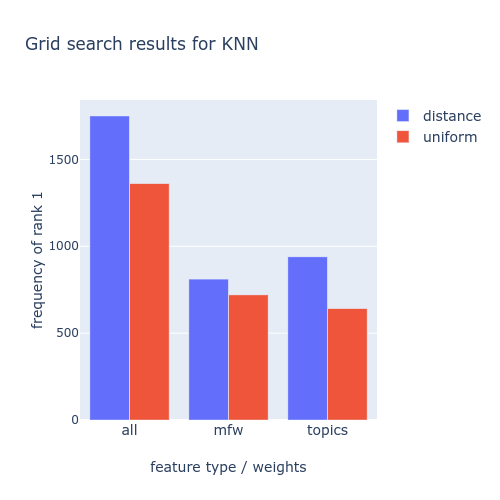 Grid search results for KNN
distance
uniform
frequency of rank 1
1500
1000
500
0
all
mfw
topics
feature type / weights